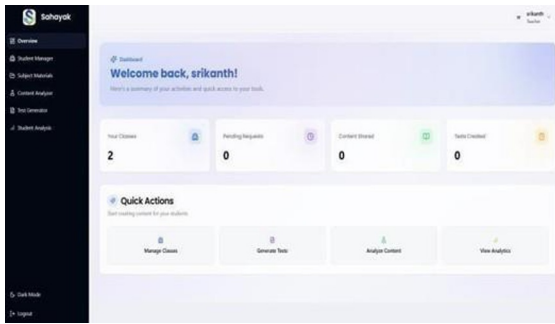 Sahayak
srikanth
Teacher
Overview
Student Manager
Subject Materials
Content Analyzer
Test Generator
Student Analysis
Dashboard
Welcome back, srikanth!
Here's a summary of your activities and quick access to your tools.
Your Classes
2
Pending Requests
0
Content Shared
0
Tests Created
0
Quick Actions
Start creating content for your students
Manage Classes
Generate Tests
Analyze Content
View Analytics
Dark Mode
Logout